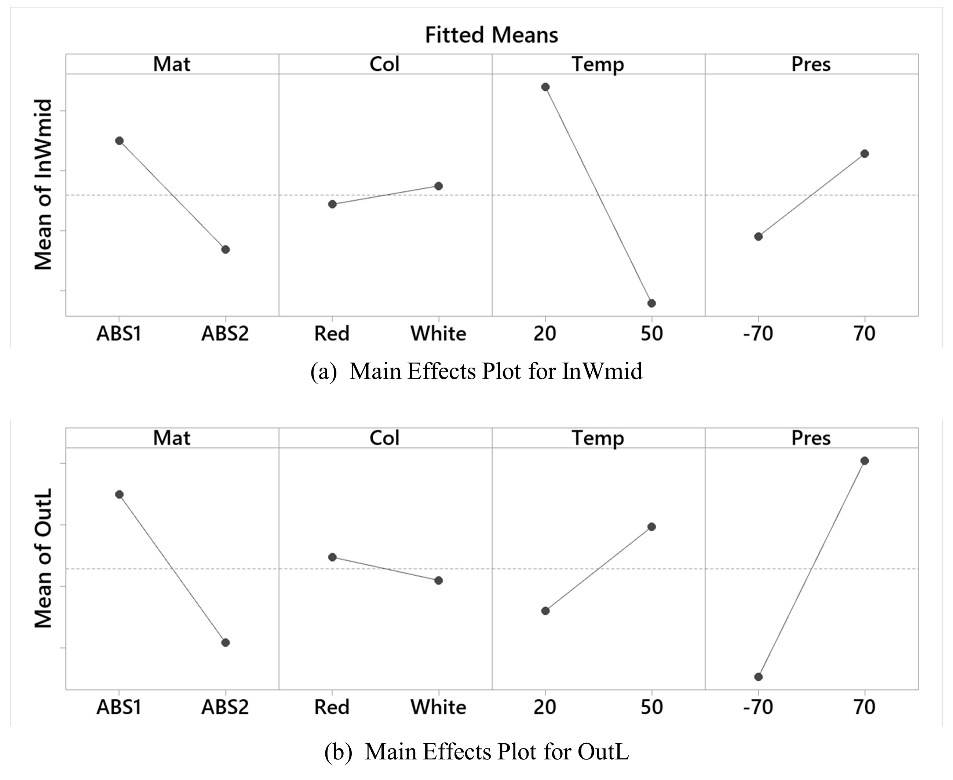 Fitted Means
Mat Col Temp Pres
Mean of InWmid
ABS1 ABS2 Red White 20 50 -70 70
(a) Main Effects Plot for InWmid
Mat Col Temp Pres
Mean of OutL
ABS1 ABS2 Red White 20 50 -70 70
(b) Main Effects Plot for OutL